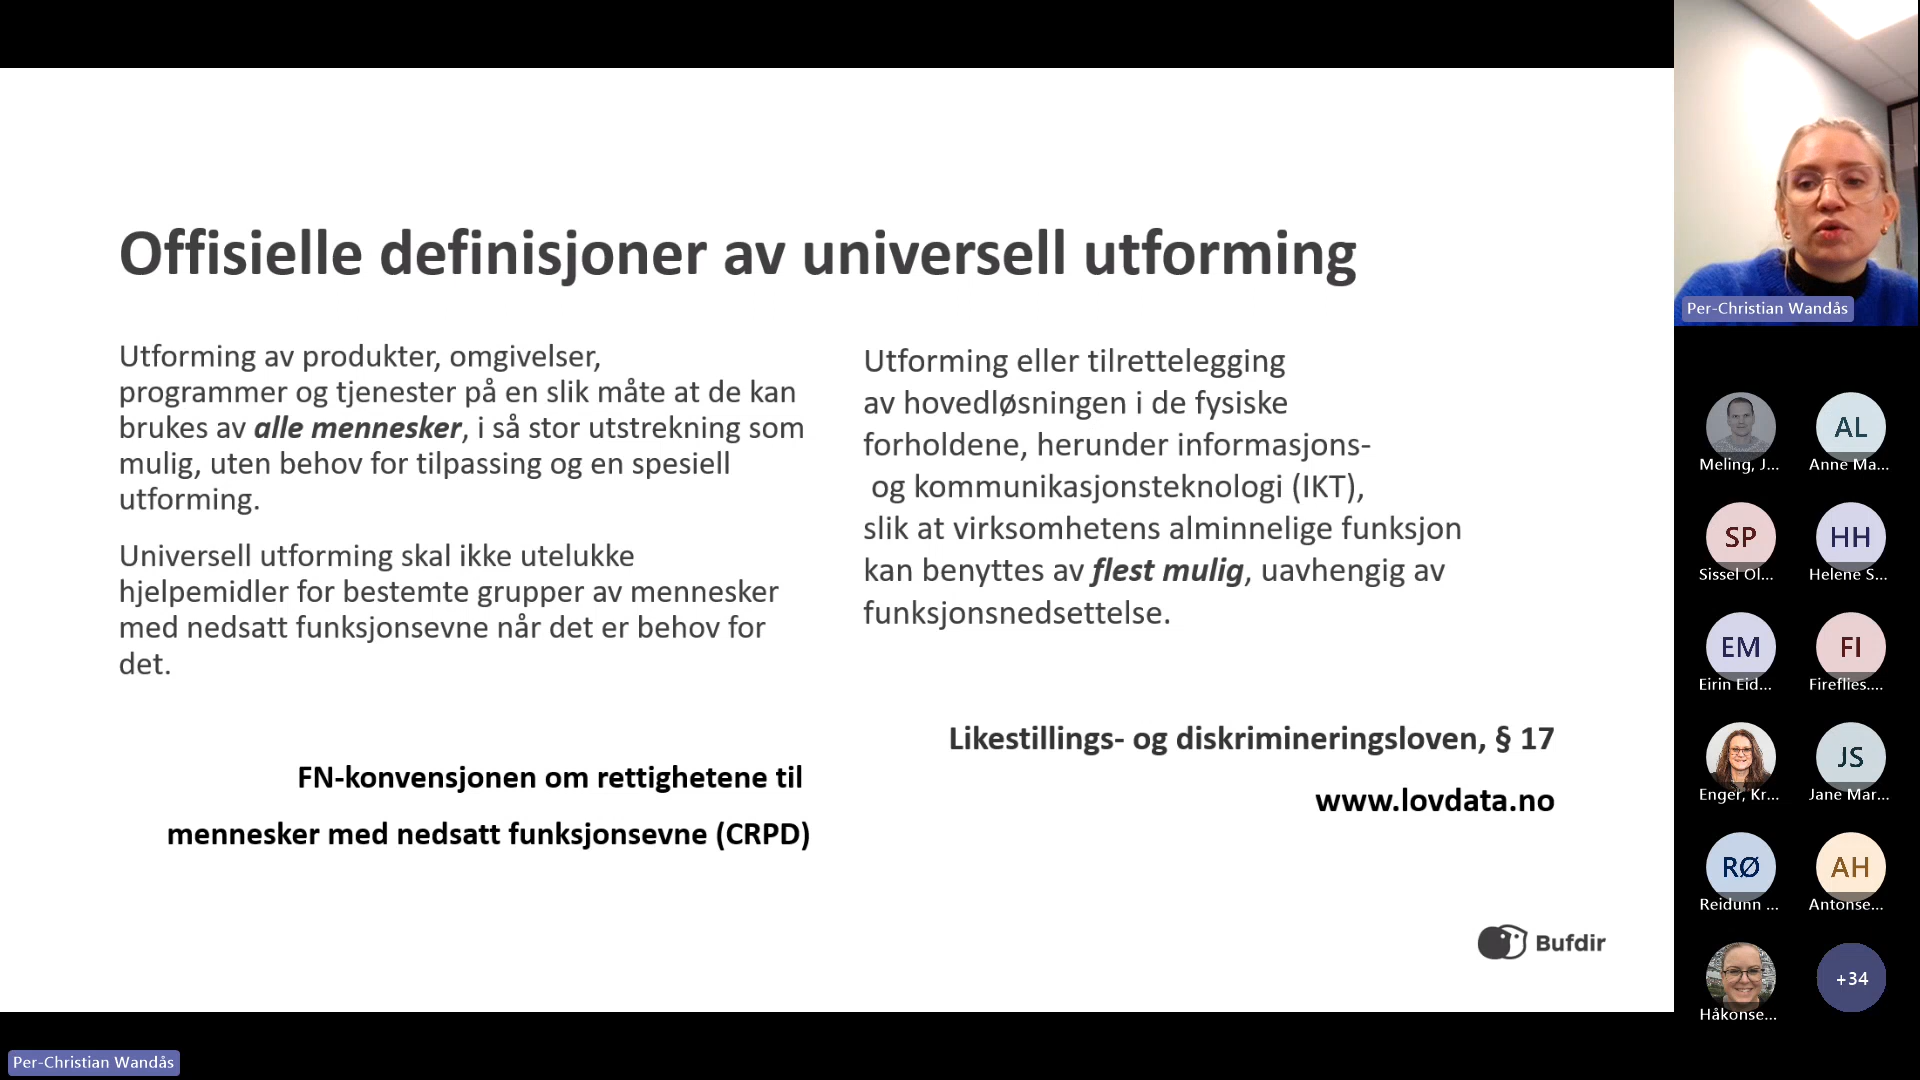 Offisielle definisjoner av universell utforming
Utforming av produkter, omgivelser,
programmer og tjenester på en slik måte at de kan
brukes av alle mennesker, i så stor utstrekning som
mulig, uten behov for tilpassing og en spesiell
utforming.
Universell utforming skal ikke utelukke
hjelpemidler for bestemte grupper av mennesker
med nedsatt funksjonsevne når det er behov for
det.
FN-konvensjonen om rettighetene til
mennesker med nedsatt funksjonsevne (CRPD)
Utforming eller tilrettelegging
av hovedløsningen i de fysiske
forholdene, herunder informasjons-
og kommunikasjonsteknologi (IKT),
slik at virksomhetens alminnelige funksjon
kan benyttes av flest mulig, uavhengig av
funksjonsnedsettelse.
Likestillings- og diskrimineringsloven, § 17
www.lovdata.no
Bufdir
Per-Christian Wandås
Meling, J...
AL
Anne Ma...
SP
Sissel Ol...
HH
Helene S...
EM
Eirin Eid...
FI
Fireflies....
Enger, Kr...
JS
Jane Mar...
RØ
Reidunn ...
AH
Antonse...
Håkonse...
+34
Per-Christian Wandås